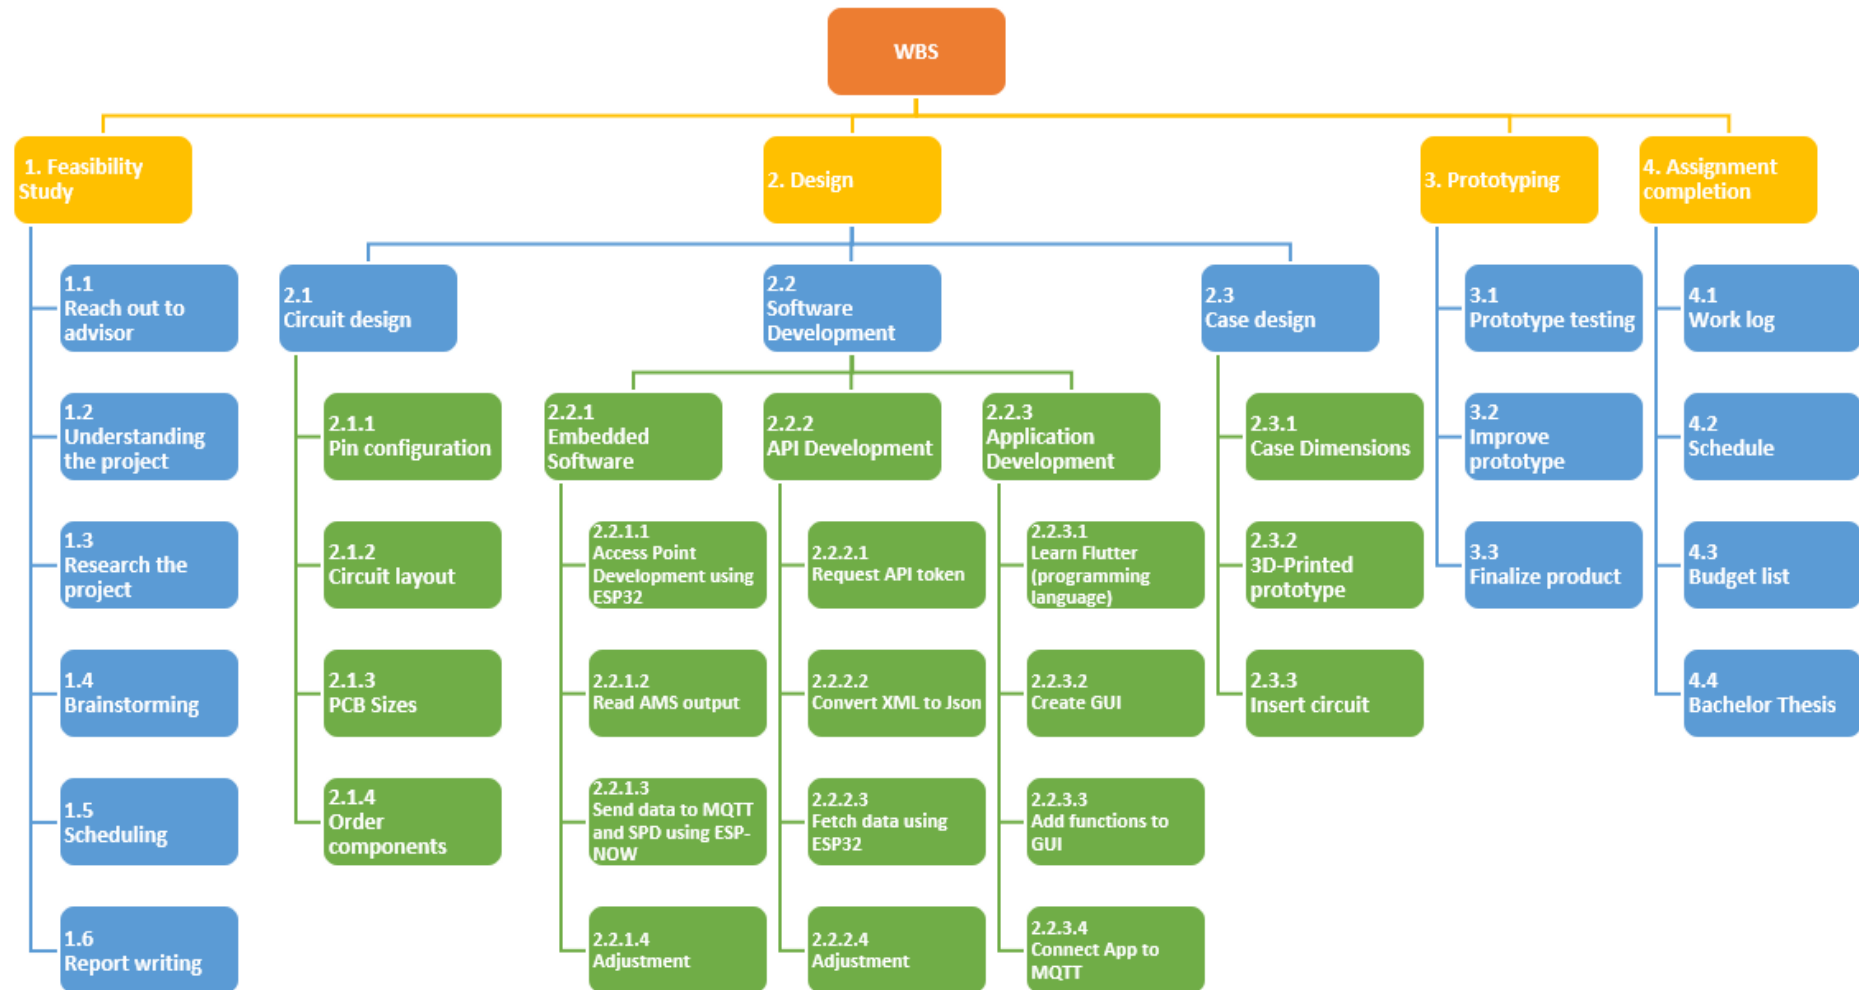 WBS
1. Feasibility
Study
2. Design
3. Prototyping
4. Assignment
completion
1.1
Reach out to
advisor
1.2
Understanding
the project
1.3
Research the
project
1.4
Brainstorming
1.5
Scheduling
1.6
Report writing
2.1
Circuit design
2.1.1
Pin configuration
2.1.2
Circuit layout
2.1.3
PCB Sizes
2.1.4
Order
components
2.2
Software
Development
2.2.1
Embedded
Software
2.2.1.1
Access Point
Development using
ESP32
2.2.1.2
Read AMS output
2.2.1.3
Send data to MQTT
and SPD using ESP-
NOW
2.2.1.4
Adjustment
2.2.2
API Development
2.2.2.1
Request API token
2.2.2.2
Convert XML to Json
2.2.2.3
Fetch data using
ESP32
2.2.2.4
Adjustment
2.2.3
Application
Development
2.2.3.1
Learn Flutter
(programming
language)
2.2.3.2
Create GUI
2.2.3.3
Add functions to
GUI
2.2.3.4
Connect App to
MQTT
2.3
Case design
2.3.1
Case Dimensions
2.3.2
3D-Printed
prototype
2.3.3
Insert circuit
3.1
Prototype testing
3.2
Improve
prototype
3.3
Finalize product
4.1
Work log
4.2
Schedule
4.3
Budget list
4.4
Bachelor Thesis